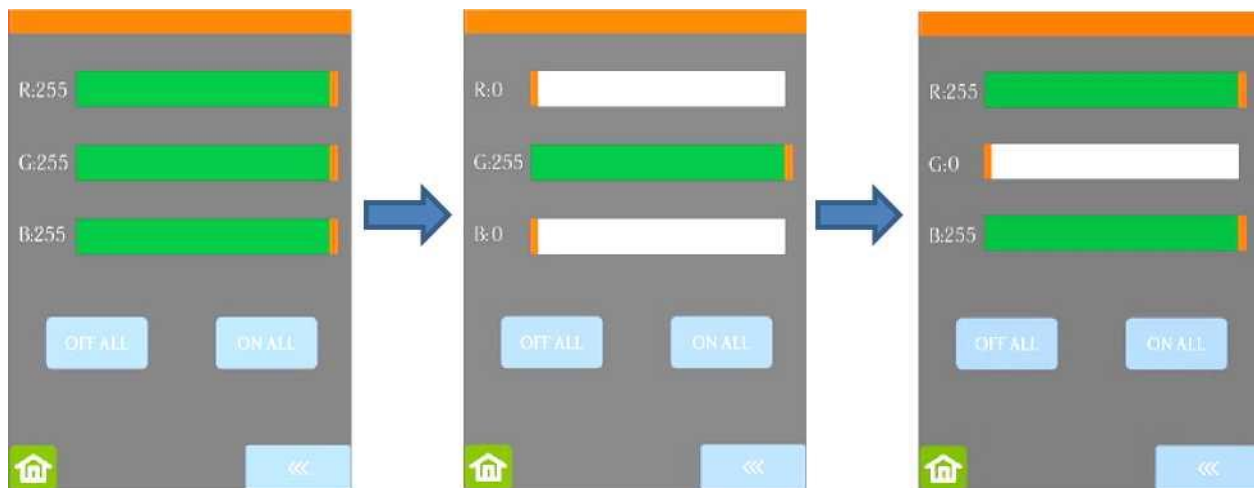 R:255
G:255
B:255
OFF ALL
ON ALL
<<<
R:0
G:255
B:0
OFF ALL
ON ALL
<<<
R:255
G:0
B:255
OFF ALL
ON ALL
<<<